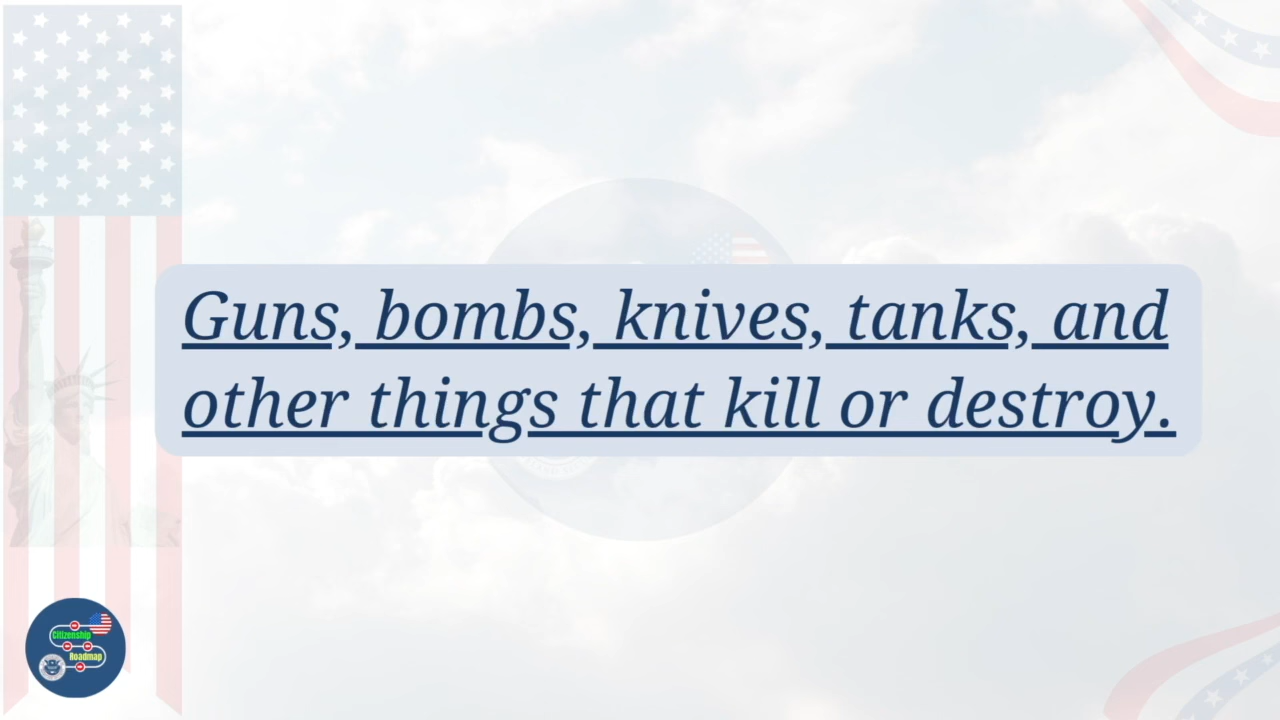 Guns, bombs, knives, tanks, and
other things that kill or destroy.
Citizenship
Roadmap